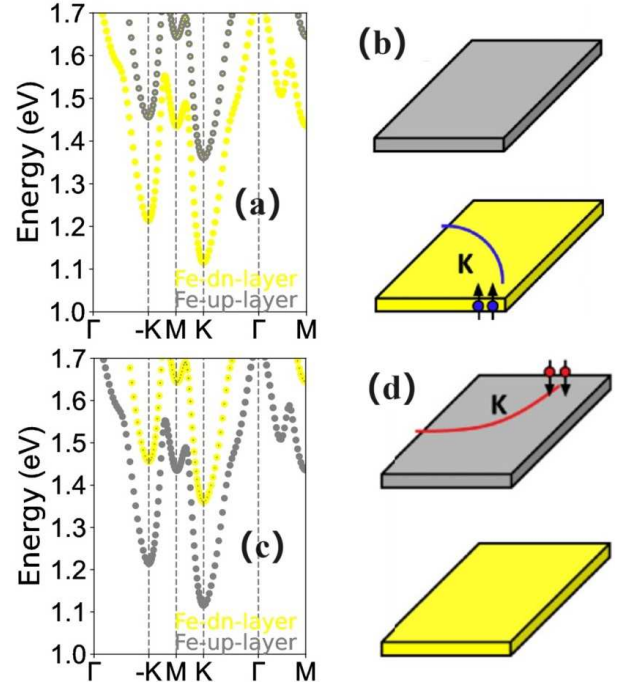 1.7
1.6
1.5
1.4
1.3
1.2
1.1
1.0
Energy (eV)
(a)
Fe-dn-layer
Fe-up-layer
Γ -K M K Γ M
(b)
K
1.7
1.6
1.5
1.4
1.3
1.2
1.1
1.0
Energy (eV)
(c)
Fe-dn-layer
Fe-up-layer
Γ -K M K Γ M
(d)
K